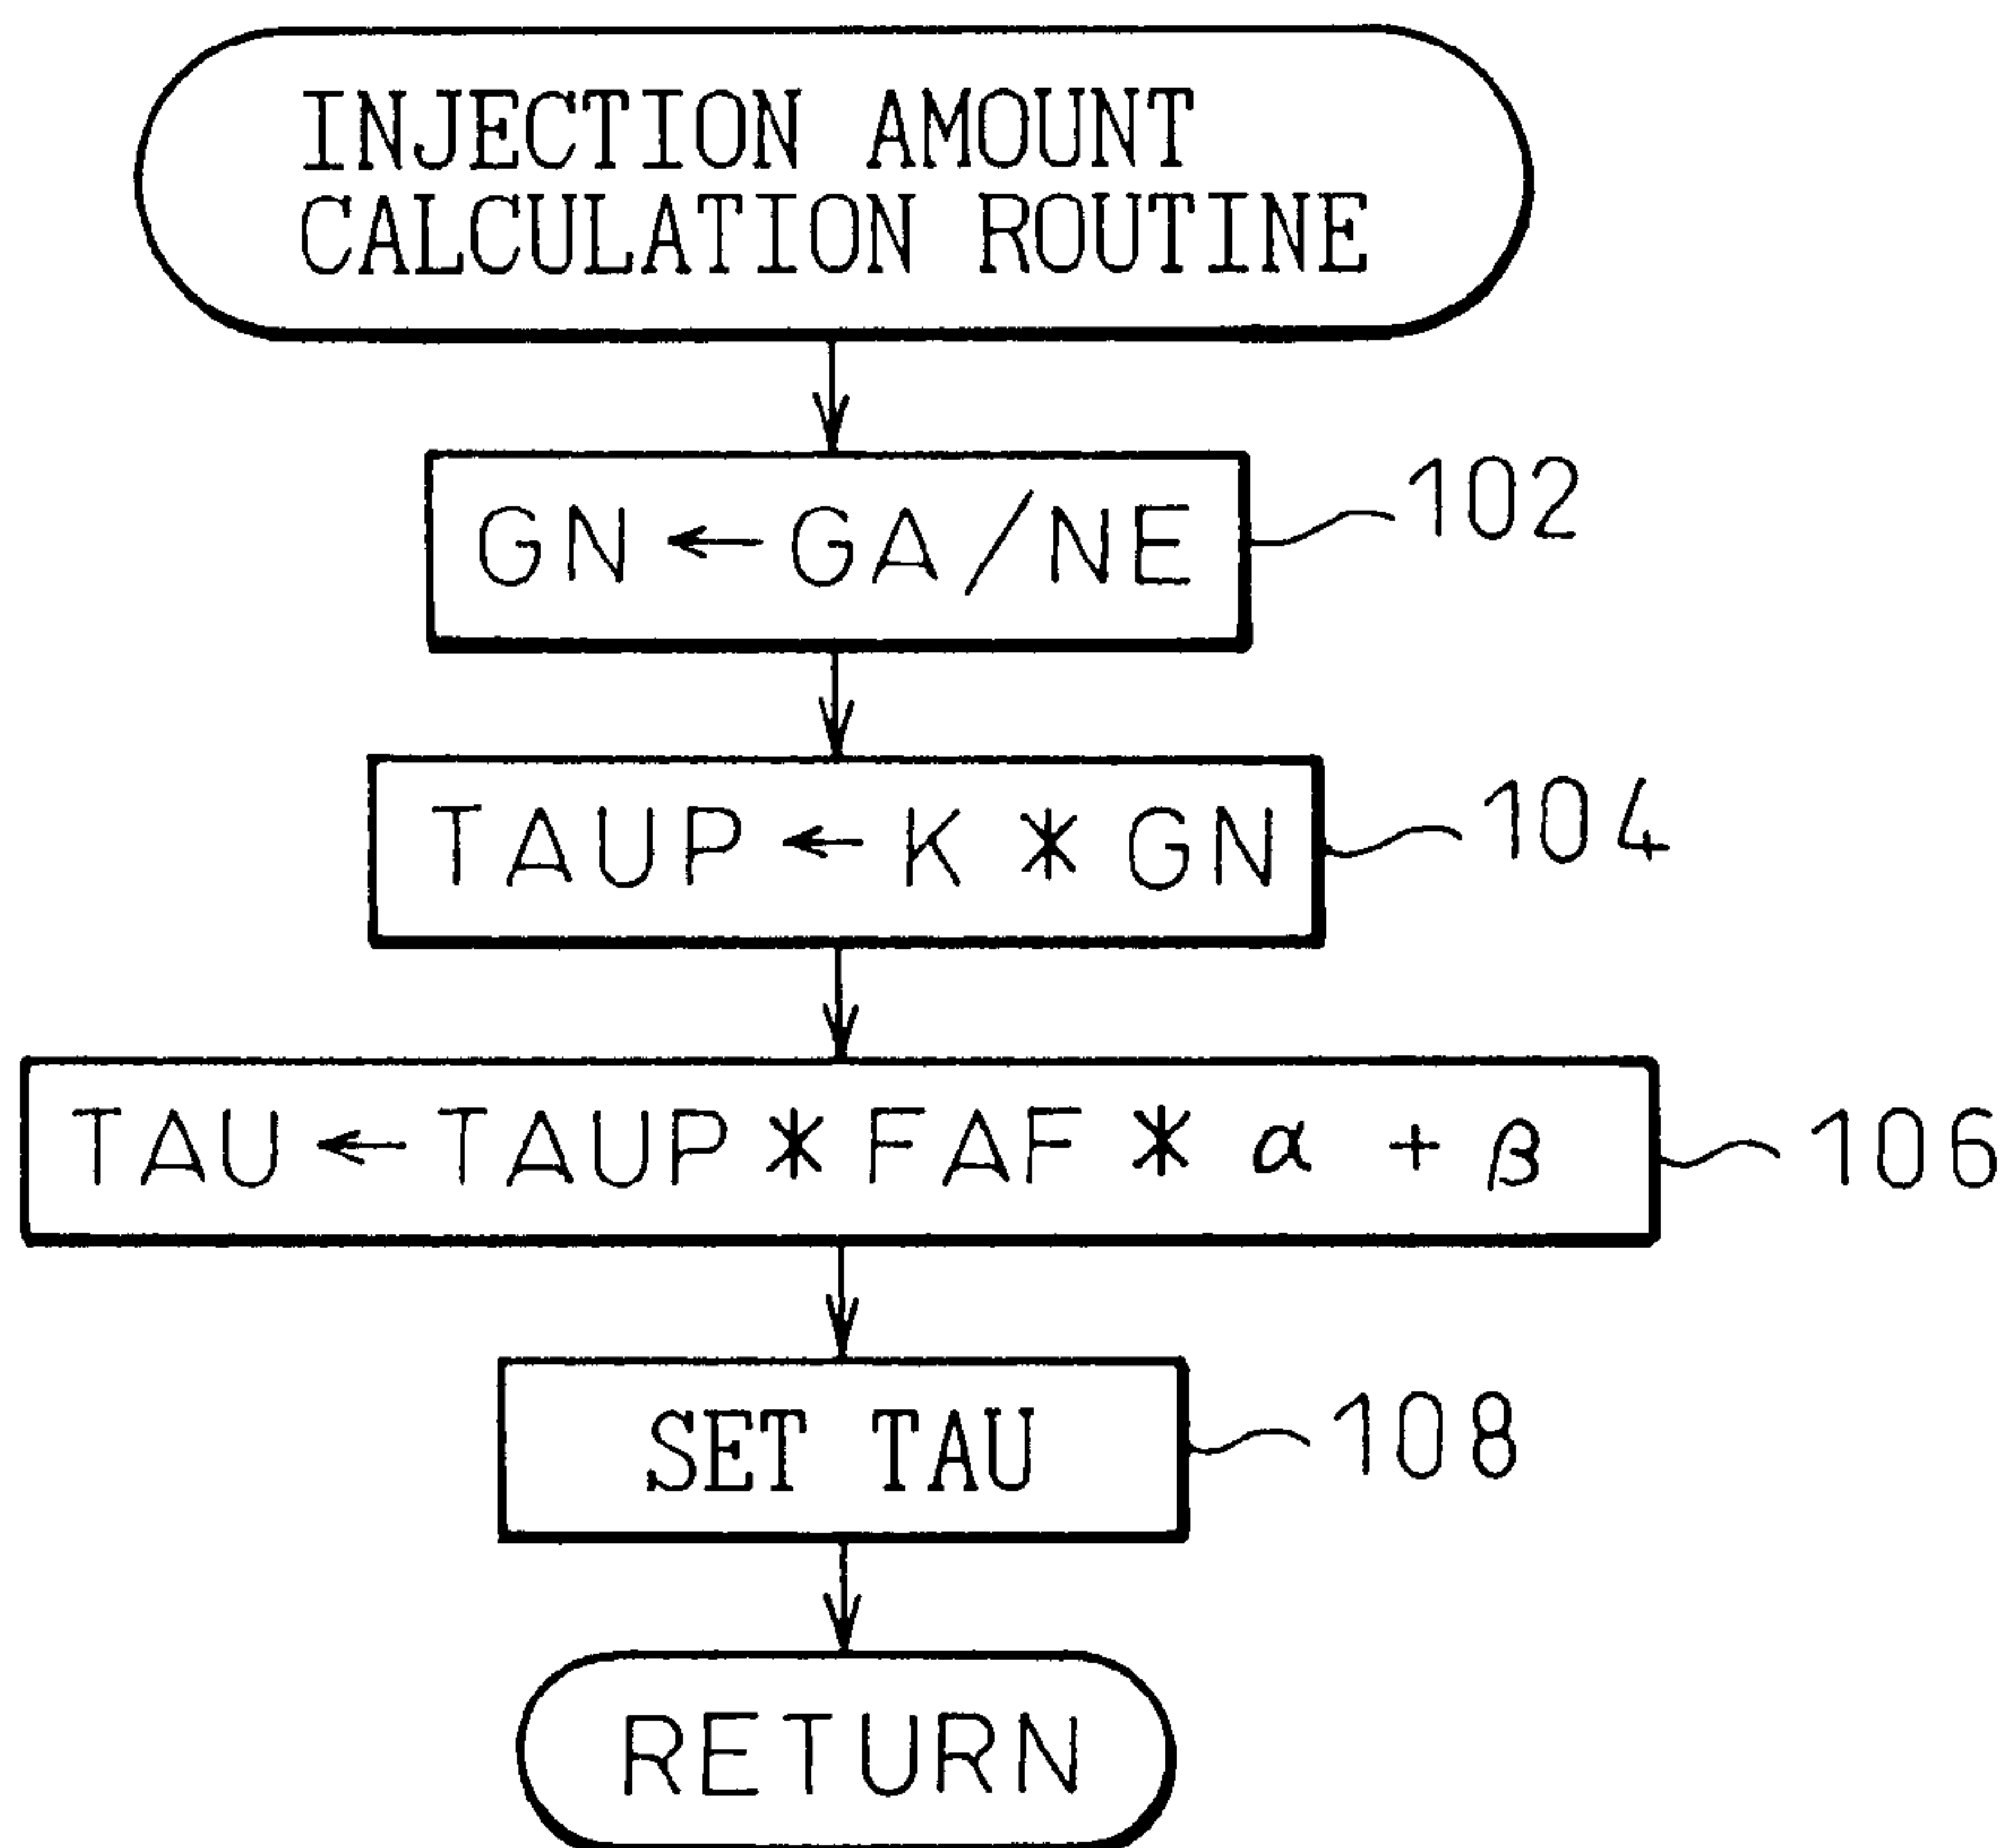 INJECTION AMOUNT
CALCULATION ROUTINE
GN ← GA/NE
102
TAUP ← K * GN
104
TAU ← TAUP * FAF * α + β
106
SET TAU
108
RETURN